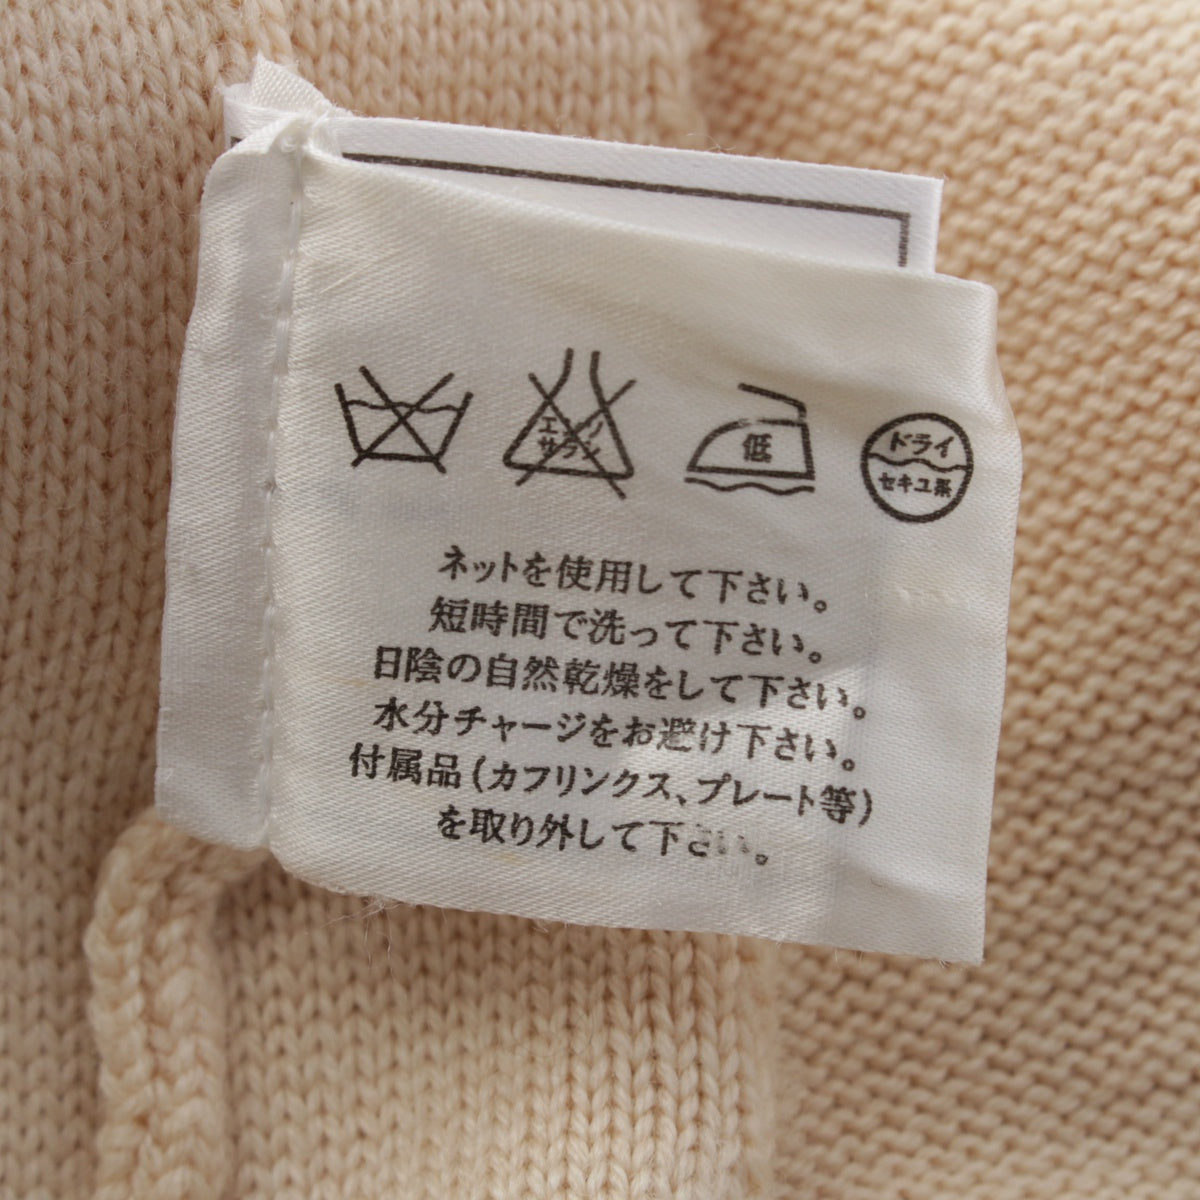 エンソ 低 ドライ
サラシ セキユ系
ネットを使用して下さい。
短時間で洗って下さい。
日陰の自然乾燥をして下さい。
水分チャージをお避け下さい。
付属品(カフリンクス、プレート等)
を取り外して下さい。